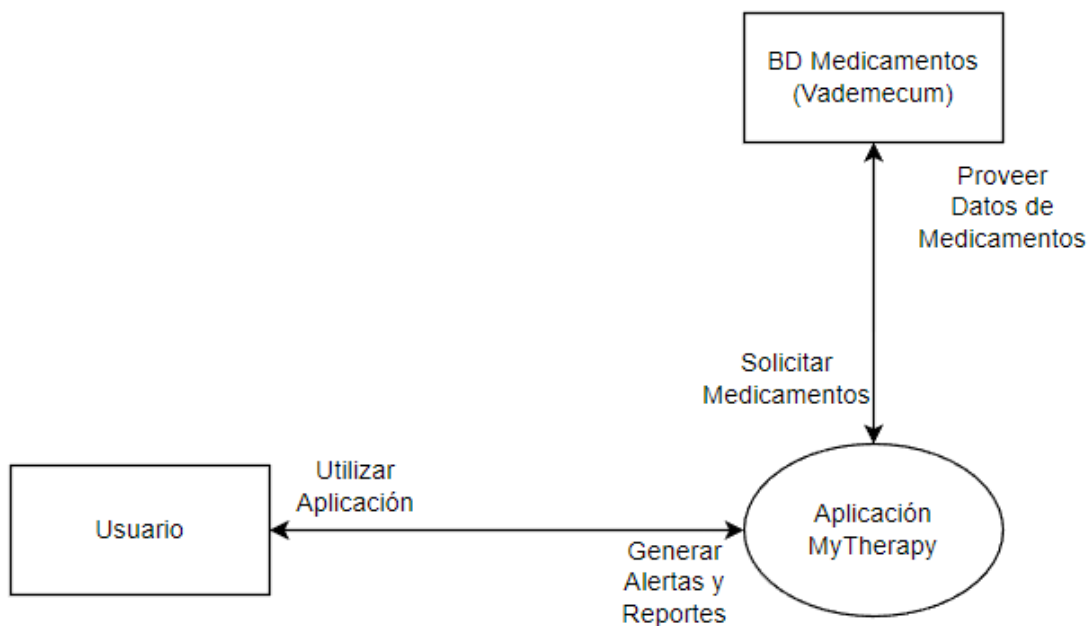 BD Medicamentos
(Vademecum)
Proveer
Datos de
Medicamentos
Solicitar
Medicamentos
Utilizar
Aplicación
Usuario
Aplicación
MyTherapy
Generar
Alertas y
Reportes